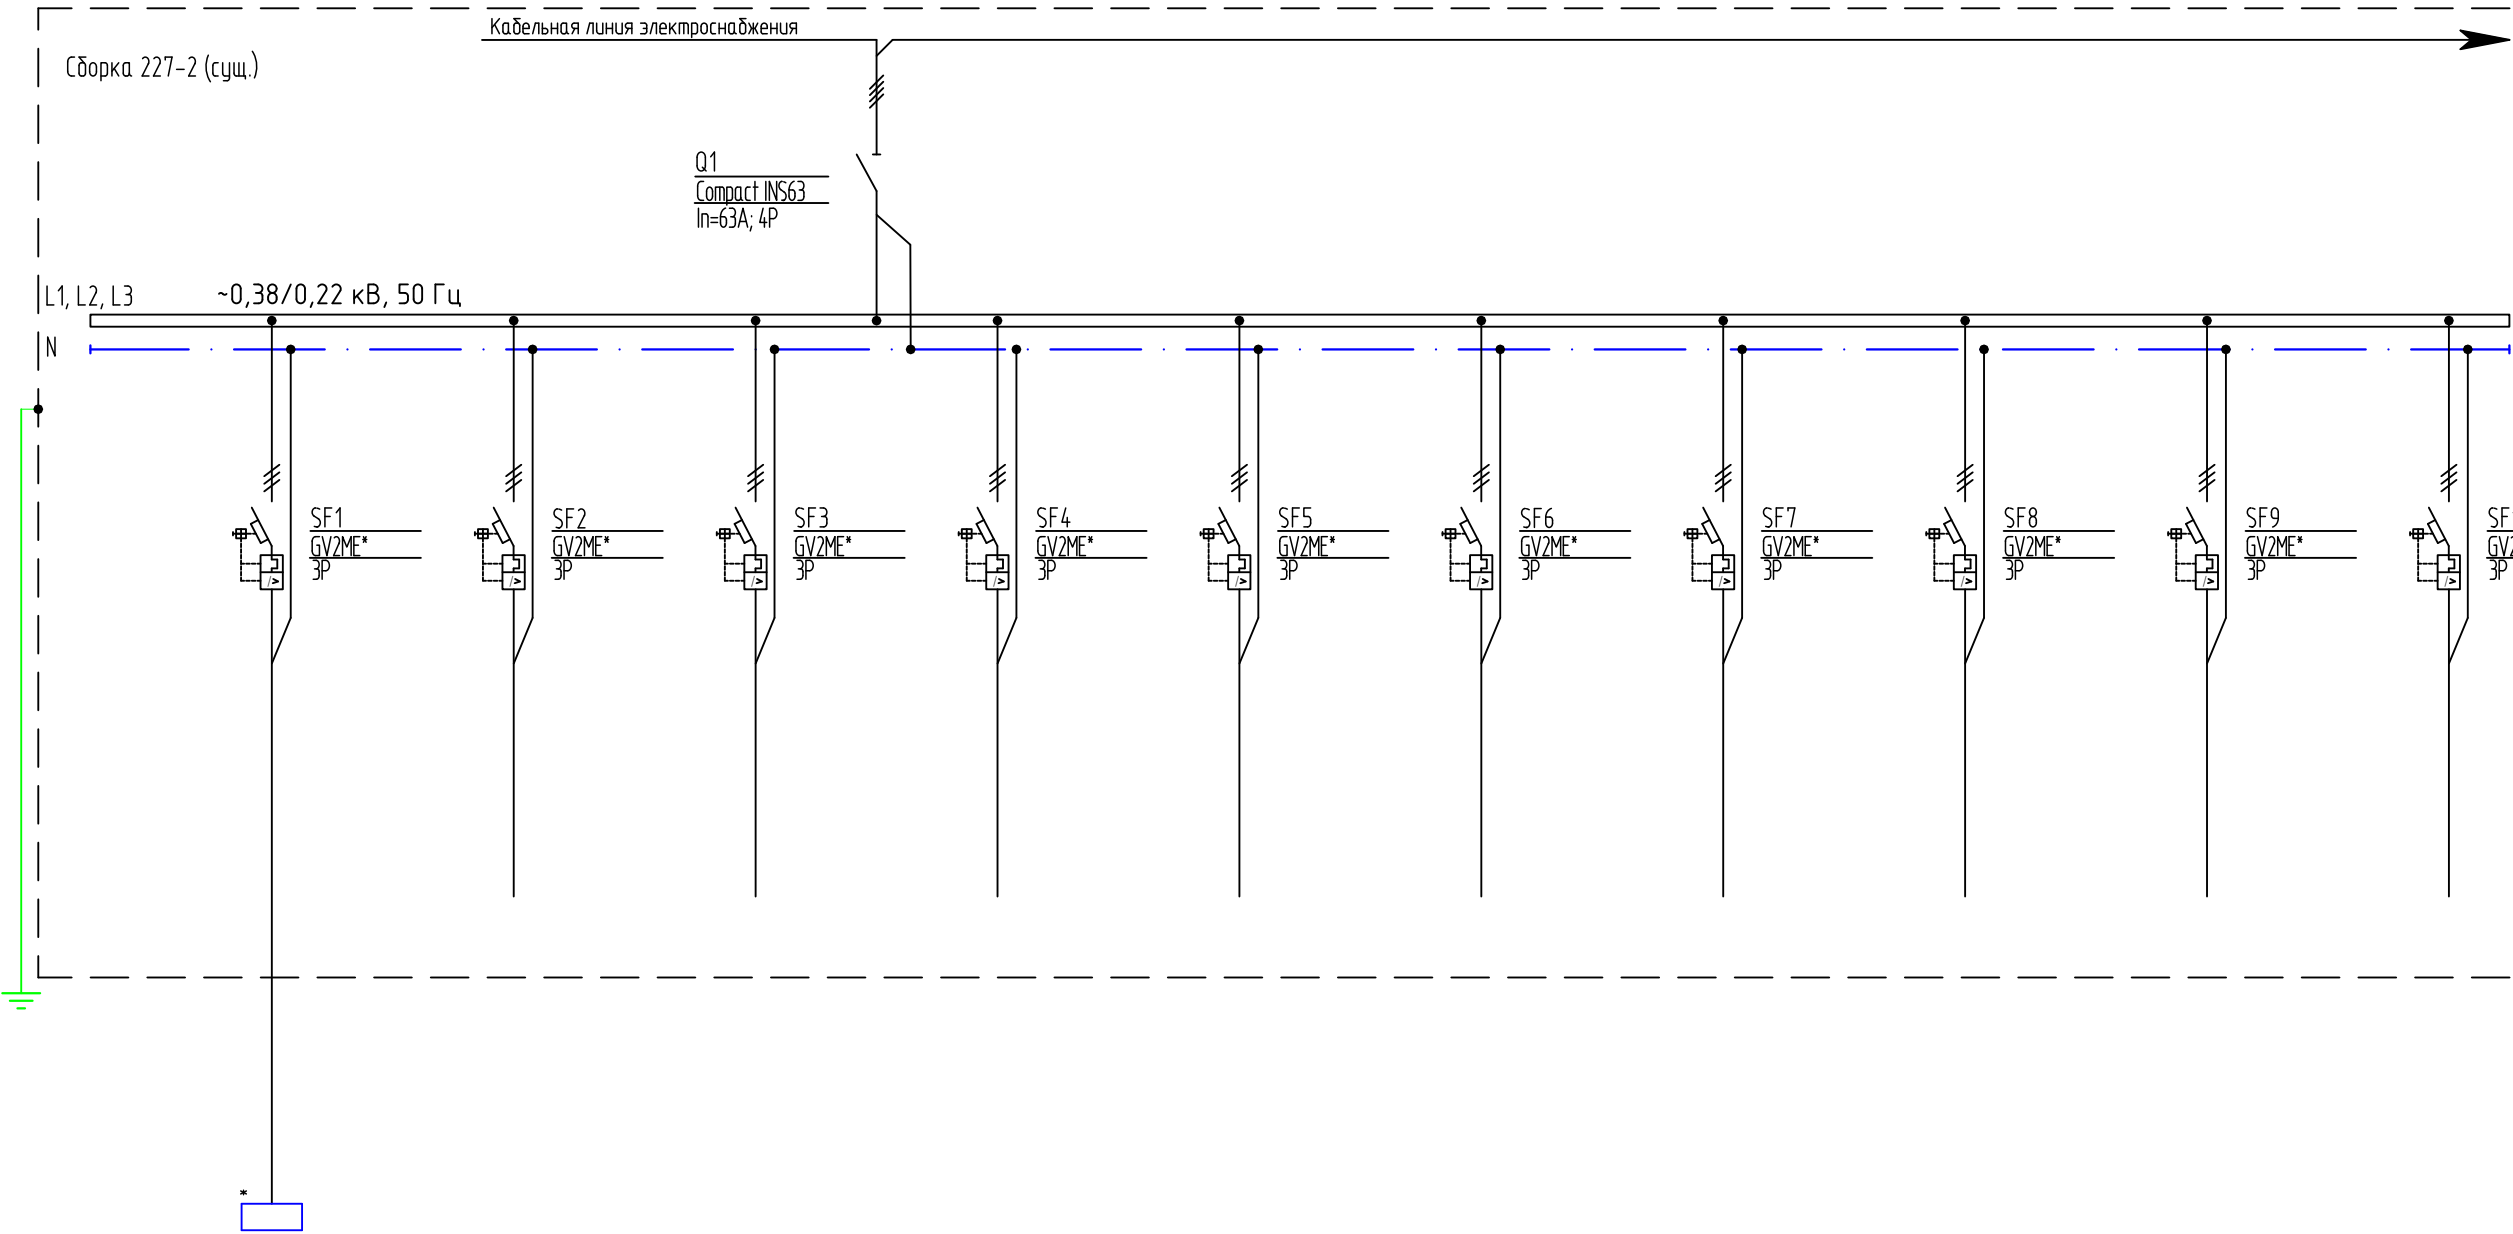 Кабельная линия электроснабжения
Сборка 227-2 (сущ.)
Q1
Compact INS63
In=63A; 4P
L1, L2, L3
~0,38/0,22 кВ, 50 Гц
N
SF1
GV2ME*
3P
SF2
GV2ME*
3P
SF3
GV2ME*
3P
SF4
GV2ME*
3P
SF5
GV2ME*
3P
SF6
GV2ME*
3P
SF7
GV2ME*
3P
SF8
GV2ME*
3P
SF9
GV2ME*
3P
3P
*